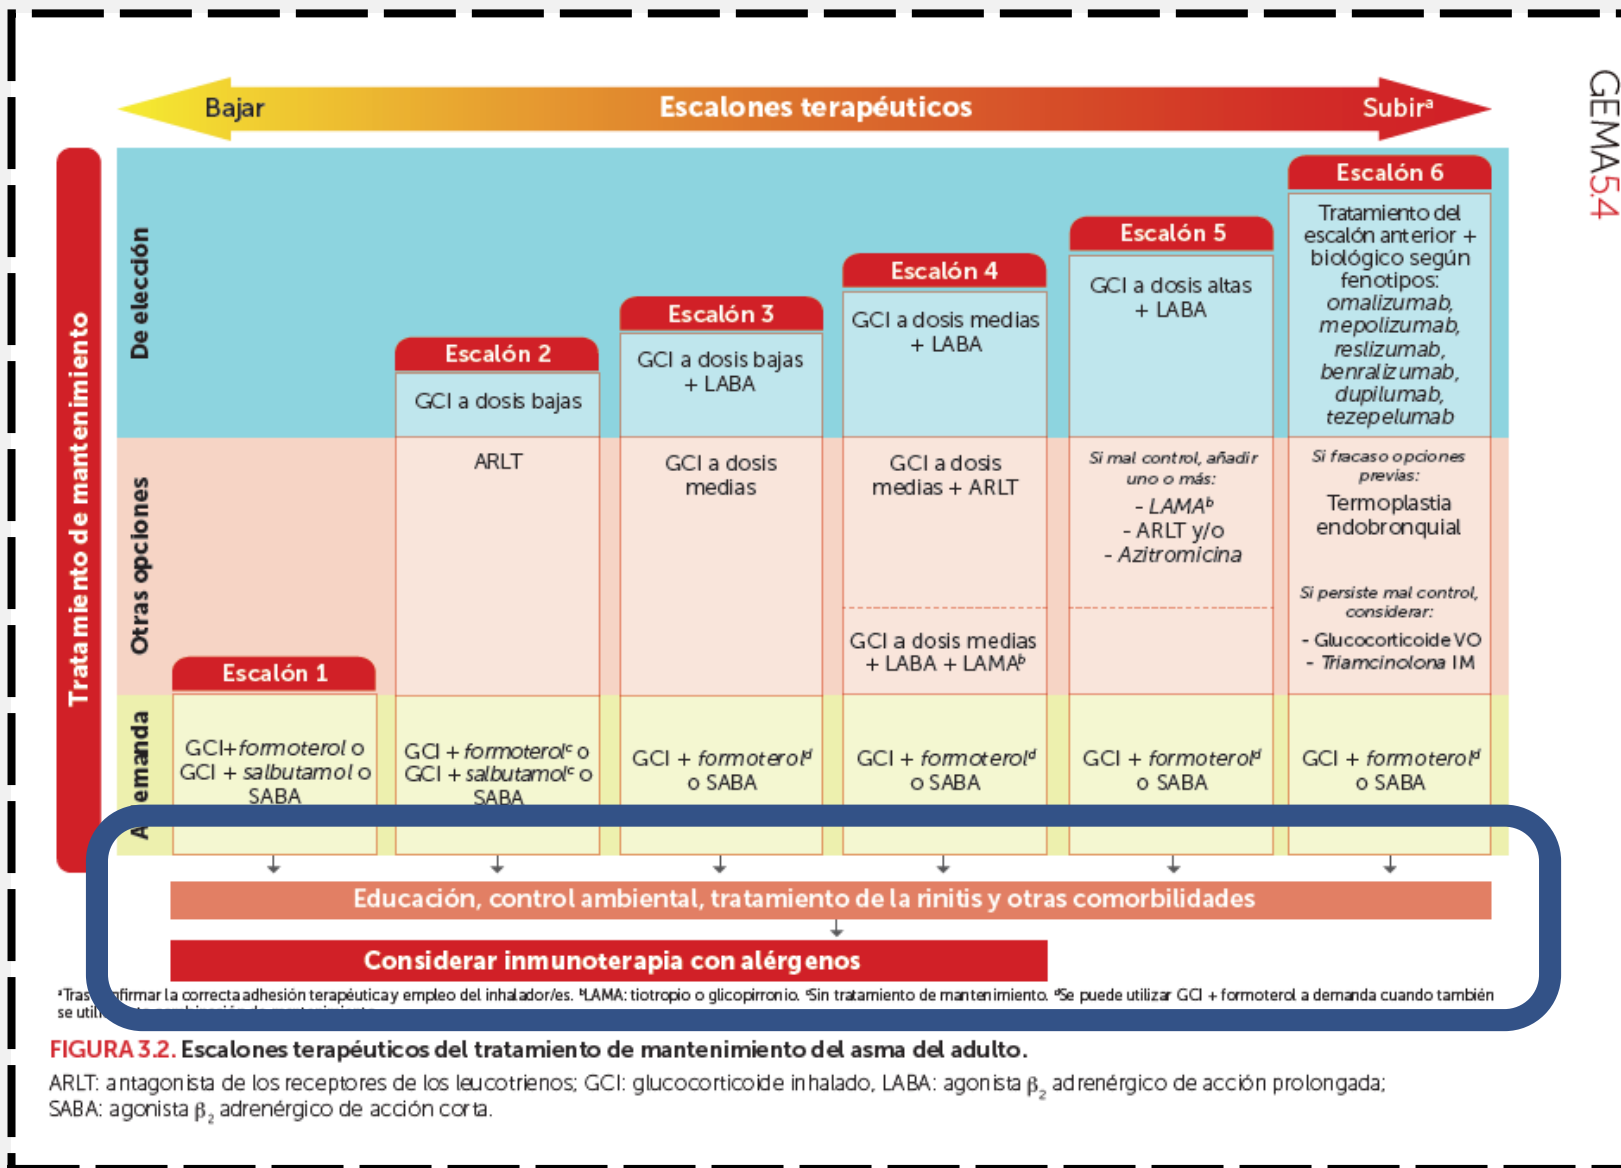 GEMA5.4
Bajar
Escalones terapéuticos
Subirª
Tratamiento de mantenimiento
De elección
Otras opciones
emanda
Escalón 1
GCI+formoterol o
GCI + salbutamol o
SABA
Escalón 2
GCI a dosis bajas
ARLT
GCI + formoterolᶜ o
GCI + salbutamolᶜ o
SABA
Escalón 3
GCI a dosis bajas
+ LABA
GCI a dosis
medias
GCI + formoterolᵈ
o SABA
Escalón 4
GCI a dosis medias
+ LABA
GCI a dosis
medias + ARLT
GCI a dosis medias
+ LABA + LAMAᵇ
GCI + formoterolᵈ
o SABA
Escalón 5
GCI a dosis altas
+ LABA
Si mal control, añadir
uno o más:
- LAMAᵇ
- ARLT y/o
- Azitromicina
GCI + formoterolᵈ
o SABA
Escalón 6
Tratamiento del
escalón anterior +
biológico según
fenotipos:
omalizumab,
mepolizumab,
reslizumab,
benralizumab,
dupilumab,
tezepelumab
Si fracaso opciones
previas:
Termoplastia
endobronquial
Si persiste mal control,
considerar:
- Glucocorticoide VO
- Triamcinolona IM
GCI + formoterolᵈ
o SABA
Educación, control ambiental, tratamiento de la rinitis y otras comorbilidades
Considerar inmunoterapia con alérgenos
ªTras firmar la correcta adhesión terapéutica y empleo del inhalador/es. ᵇLAMA: tiotropio o glicopirronio. ᶜSin tratamiento de mantenimiento. ᵈSe puede utilizar GCI + formoterol a demanda cuando también
se utili
FIGURA 3.2. Escalones terapéuticos del tratamiento de mantenimiento del asma del adulto.
ARLT: antagonista de los receptores de los leucotrienos; GCI: glucocorticoide inhalado, LABA: agonista β₂ adrenérgico de acción prolongada;
SABA: agonista β₂ adrenérgico de acción corta.